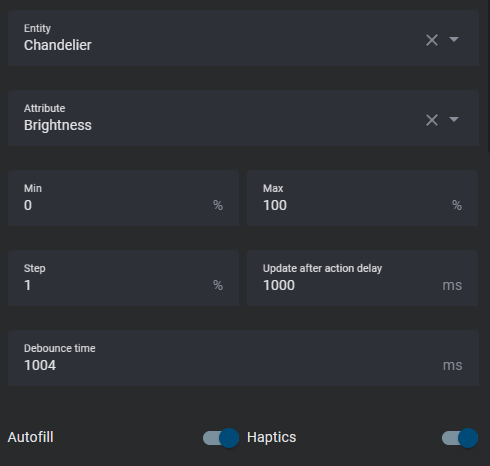 Entity
Chandelier
Attribute
Brightness
Min
0 %
Max
100 %
Step
1 %
Update after action delay
1000 ms
Debounce time
1004 ms
Autofill
Haptics